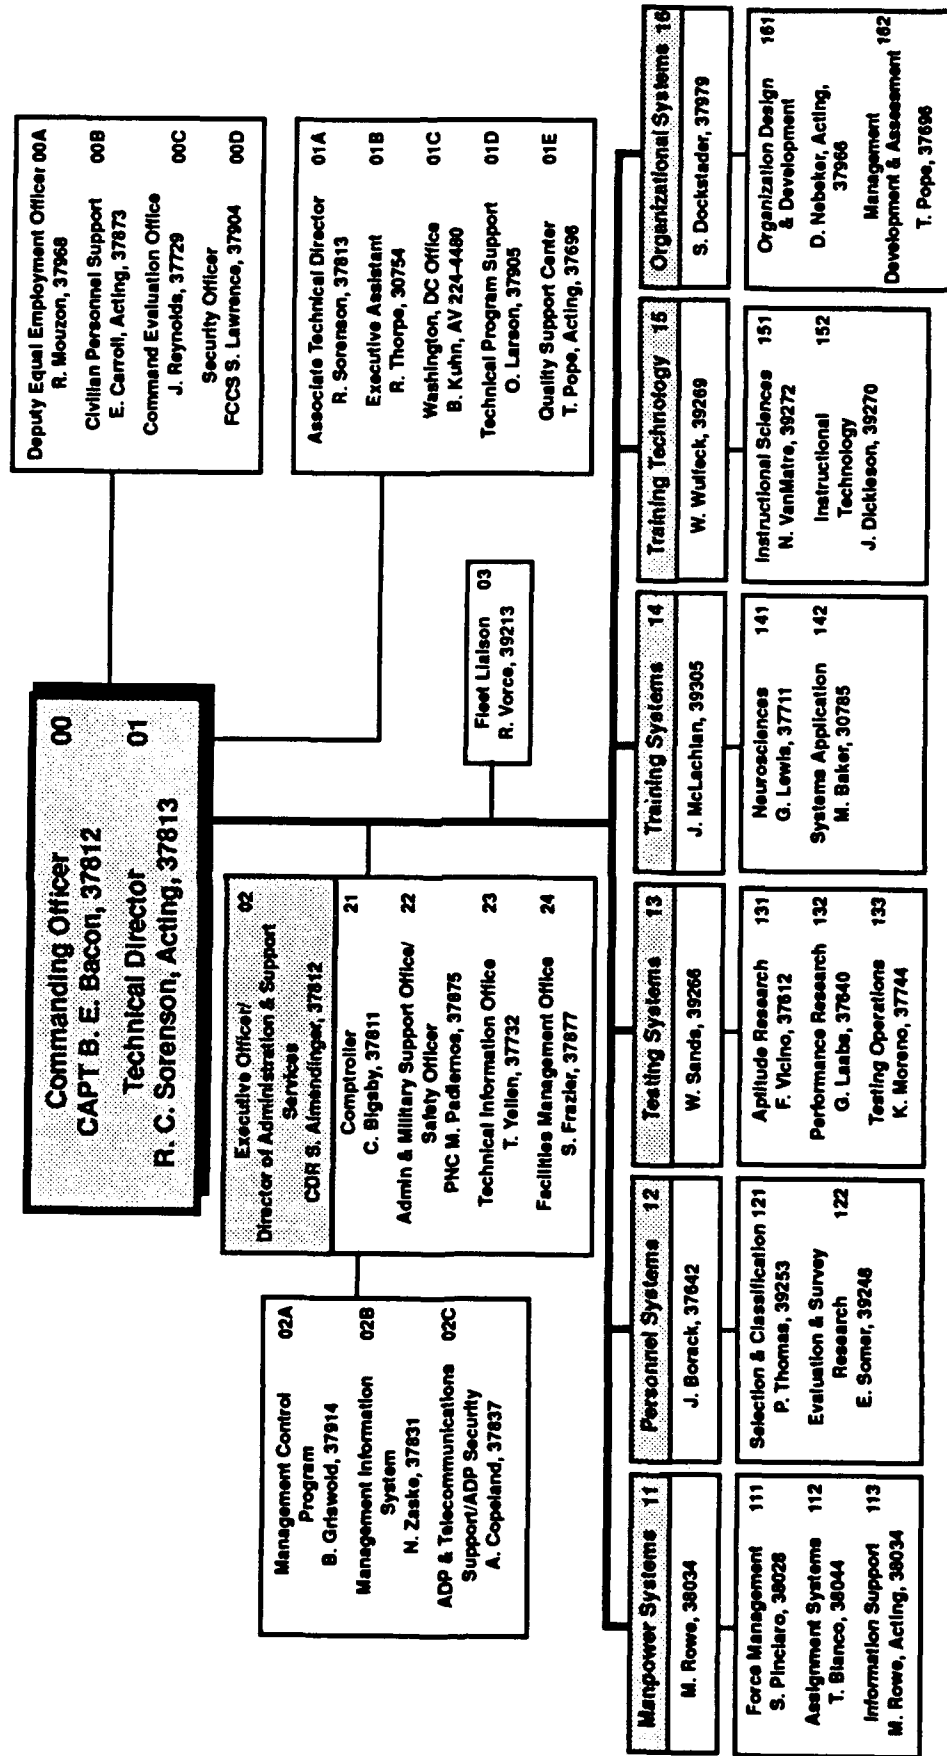 Commanding Officer 00
CAPT B. E. Bacon, 37812
Technical Director 01
R. C. Sorenson, Acting, 37813
Deputy Equal Employment Officer 00A
R. Mouzon, 37968
Civilian Personnel Support 00B
E. Carroll, Acting, 37873
Command Evaluation Office 00C
J. Reynolds, 37729
Security Officer 00D
FCCS S. Lawrence, 37904
Associate Technical Director 01A
R. Sorenson, 37813
Executive Assistant 01B
R. Thorpe, 30754
Washington, DC Office 01C
B. Kuhn, AV 224-4480
Technical Program Support 01D
O. Larson, 37905
Quality Support Center 01E
T. Pope, Acting, 37696
Fleet Liaison 03
R. Vorce, 39213
Executive Officer/ 02
Director of Administration & Support
Services
CDR S. Almendinger, 37812
Comptroller 21
C. Bigsby, 37811
Admin & Military Support Office/ 22
Safety Officer
PNC M. Padlernos, 37875
Technical Information Office 23
T. Yellen, 37732
Facilities Management Office 24
S. Frazier, 37877
Management Control 02A
Program
B. Griswold, 37914
Management Information 02B
System
N. Zaske, 37831
ADP & Telecommunications 02C
Support/ADP Security
A. Copeland, 37837
Manpower Systems 11
M. Rowe, 38034
Force Management 111
S. Pinciaro, 38028
Assignment Systems 112
T. Blanco, 38044
Information Support 113
M. Rowe, Acting, 38034
Personnel Systems 12
J. Borack, 37642
Selection & Classification 121
P. Thomas, 39253
Evaluation & Survey 122
Research
E. Somer, 39248
Testing Systems 13
W. Sands, 39266
Aptitude Research 131
F. Vicino, 37612
Performance Research 132
G. Laabs, 37640
Testing Operations 133
K. Moreno, 37744
Training Systems 14
J. McLachlan, 39305
Neurosciences 141
G. Lewis, 37711
Systems Application 142
M. Baker, 30785
Training Technology 15
W. Wulfeck, 39269
Instructional Sciences 151
N. VanMatre, 39272
Instructional 152
Technology
J. Dickieson, 39270
Organizational Systems 16
S. Dockstader, 37979
Organization Design 161
& Development
D. Nebeker, Acting,
37966
Management 162
Development & Assessment
T. Pope, 37696